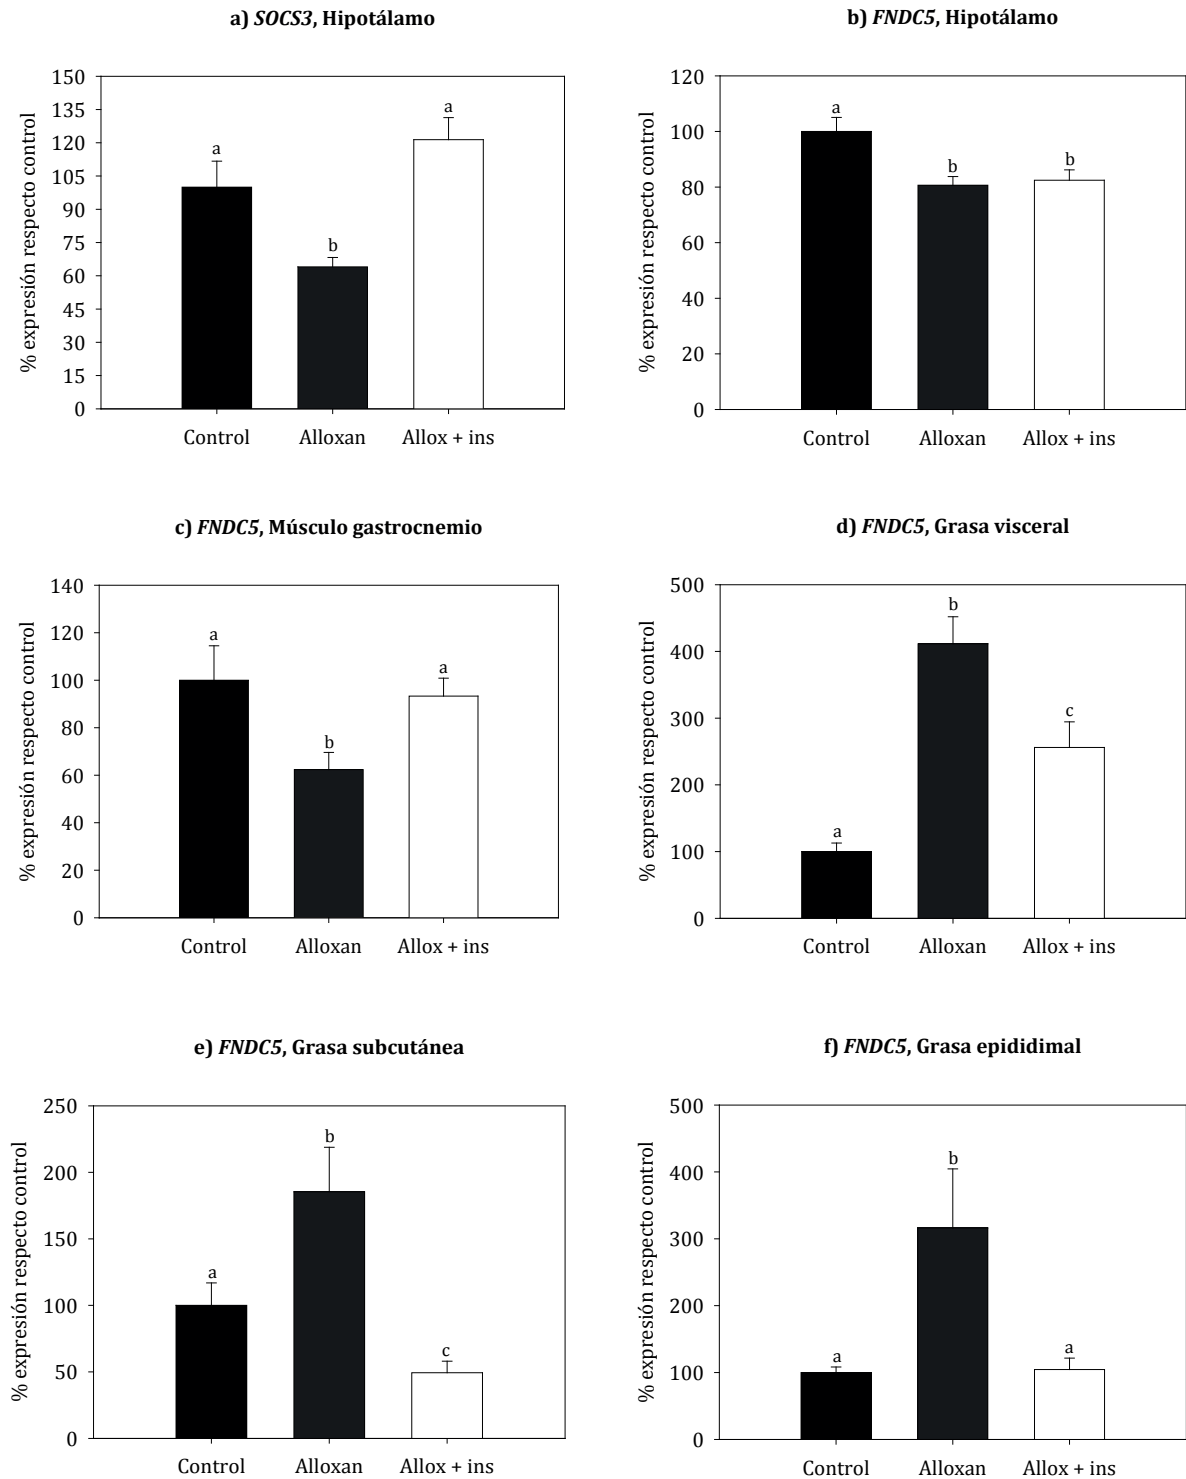 a) SOCS3, Hipotálamo
% expresión respecto control
150
135
120
105
90
75
60
45
30
15
0
a
b
a
Control Alloxan Allox + ins
b) FNDC5, Hipotálamo
% expresión respecto control
120
100
80
60
40
20
0
a
b
b
Control Alloxan Allox + ins
c) FNDC5, Músculo gastrocnemio
% expresión respecto control
140
120
100
80
60
40
20
0
a
b
a
Control Alloxan Allox + ins
d) FNDC5, Grasa visceral
% expresión respecto control
500
400
300
200
100
0
a
b
c
Control Alloxan Allox + ins
e) FNDC5, Grasa subcutánea
% expresión respecto control
250
200
150
100
50
0
a
b
c
Control Alloxan Allox + ins
f) FNDC5, Grasa epididimal
% expresión respecto control
500
400
300
200
100
0
a
b
a
Control Alloxan Allox + ins